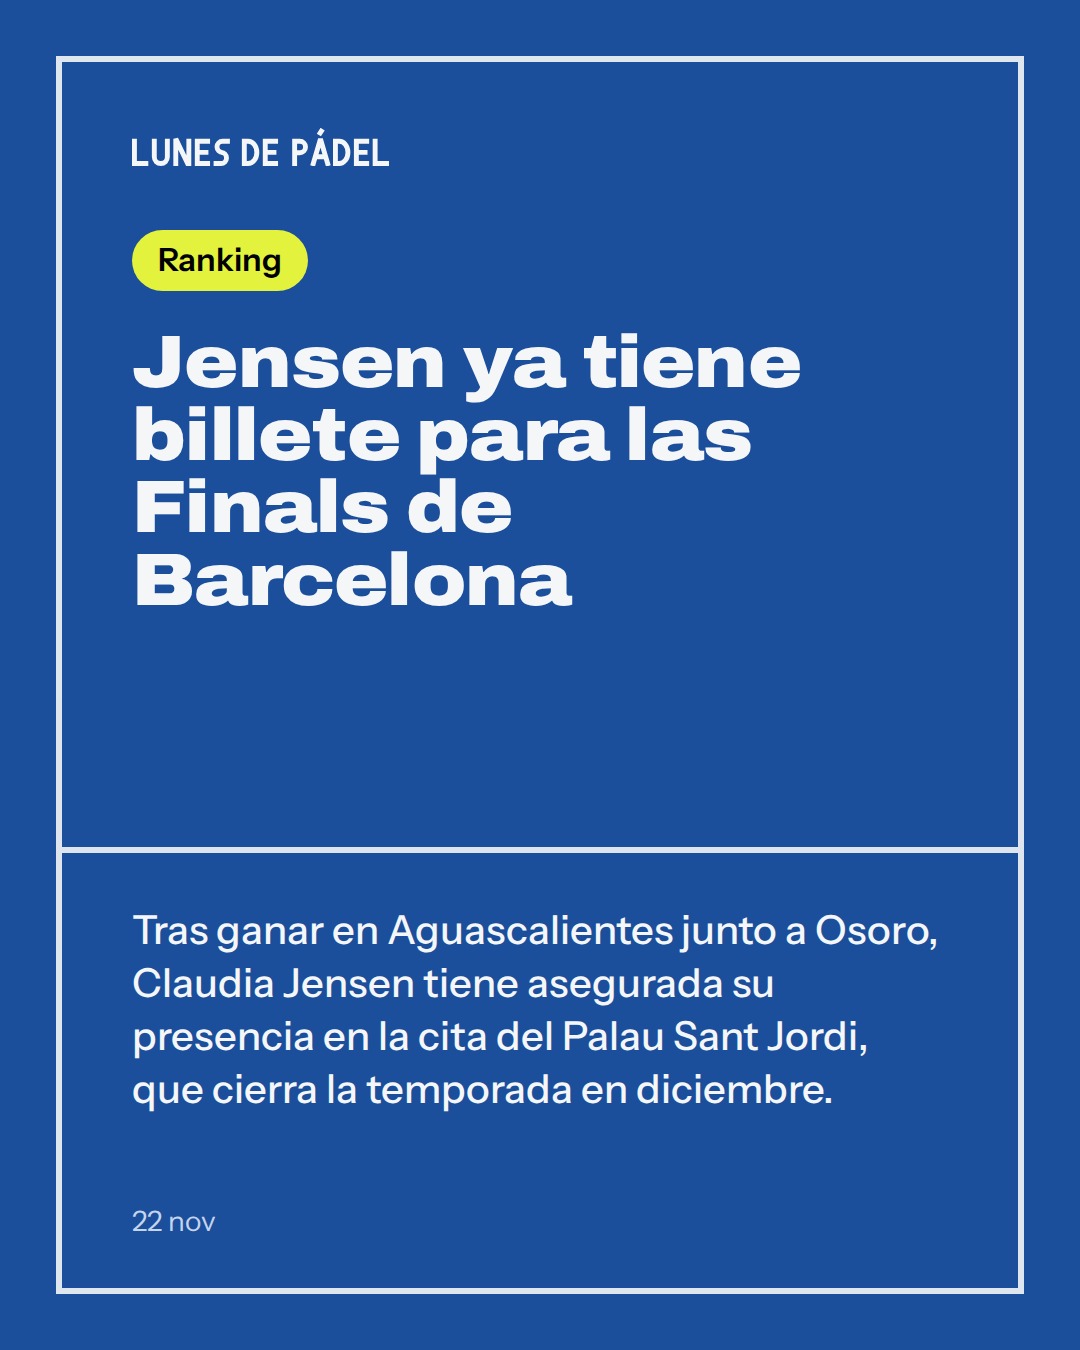 LUNES DE PÁDEL
Ranking
Jensen ya tiene
billete para las
Finals de
Barcelona
Tras ganar en Aguascalientes junto a Osoro,
Claudia Jensen tiene asegurada su
presencia en la cita del Palau Sant Jordi,
que cierra la temporada en diciembre.
22 nov